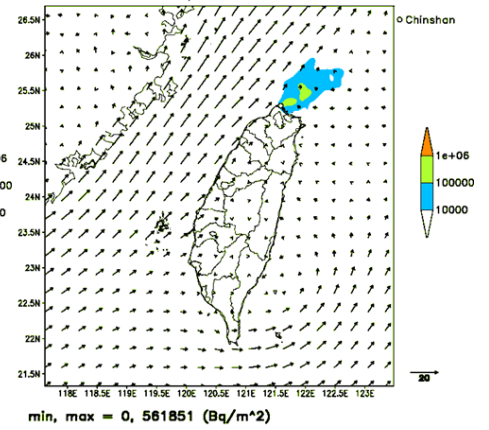 26.5N
Chinshan
26N
25.5N
25N
1e+06
24.5N
100000
24N
10000
23.5N
23N
22.5N
22N
21.5N
118E 118.5E 119E 119.5E 120E 120.5E 121E 121.5E 122E 122.5E 123E
20
min, max = 0, 561851 (Bq/m^2)